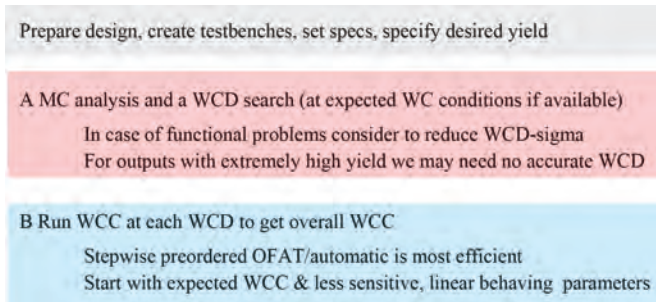 Prepare design, create testbenches, set specs, specify desired yield
A MC analysis and a WCD search (at expected WC conditions if available)
In case of functional problems consider to reduce WCD-sigma
For outputs with extremely high yield we may need no accurate WCD
B Run WCC at each WCD to get overall WCC
Stepwise preordered OFAT/automatic is most efficient
Start with expected WCC & less sensitive, linear behaving parameters